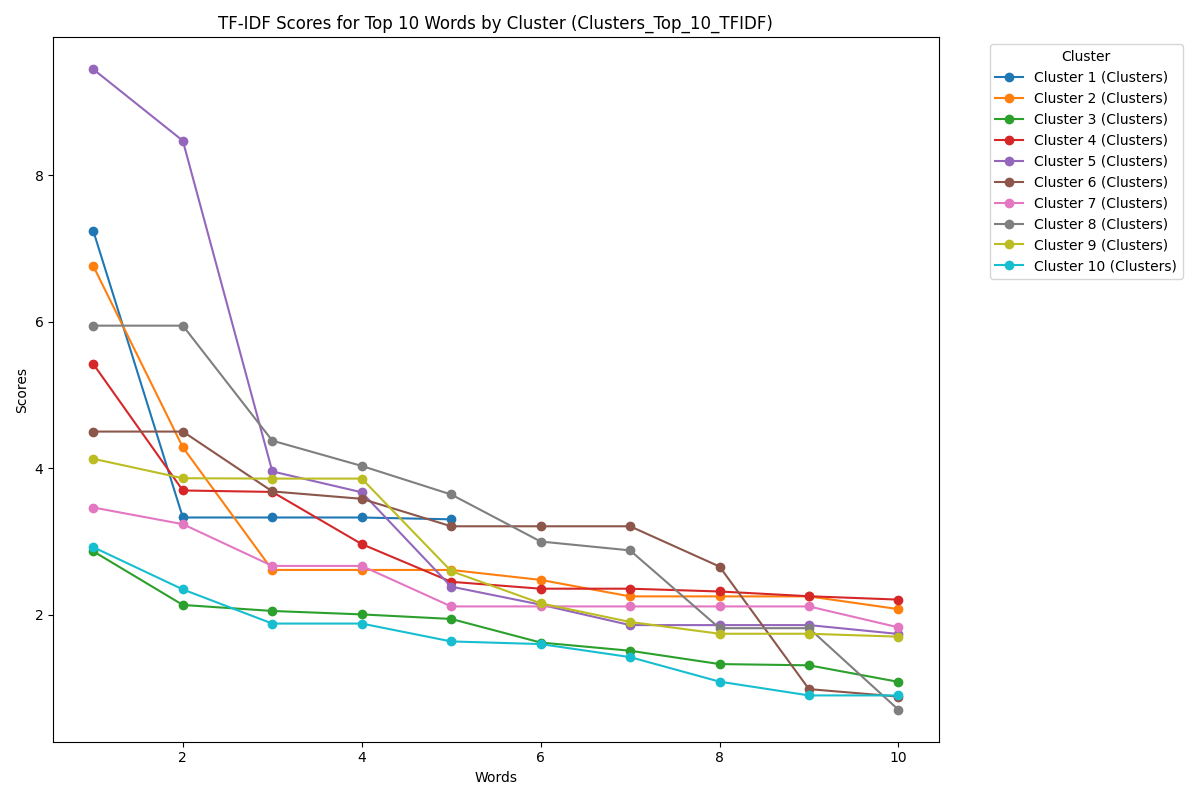 TF-IDF Scores for Top 10 Words by Cluster (Clusters_Top_10_TFIDF)
Cluster
Cluster 1 (Clusters)
Cluster 2 (Clusters)
Cluster 3 (Clusters)
Cluster 4 (Clusters)
Cluster 5 (Clusters)
Cluster 6 (Clusters)
Cluster 7 (Clusters)
Cluster 8 (Clusters)
Cluster 9 (Clusters)
Cluster 10 (Clusters)
Scores
8
6
4
2
2 4 6 8 10
Words